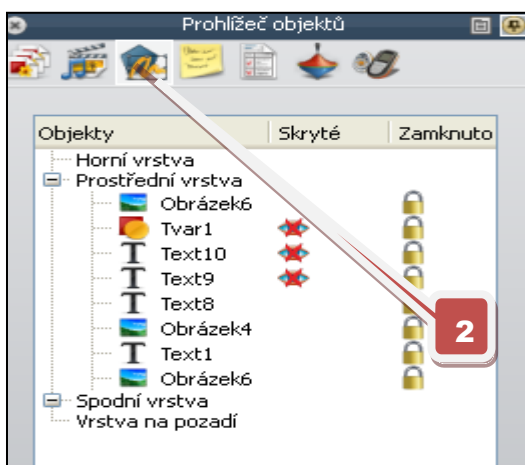 Prohlížeč objektů
Objekty Skryté Zamknuto
Horní vrstva
Prostřední vrstva
Obrázek6
Tvar1
Text10
Text9
Text8
Obrázek4
Text1
Obrázek6
Spodní vrstva
Vrstva na pozadí
2